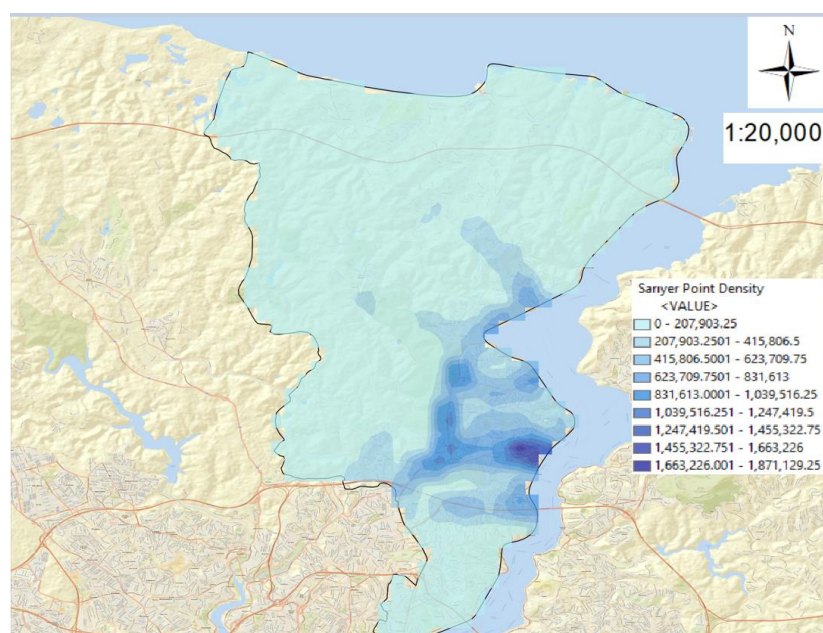 N
1:20,000
Sarıyer Point Density
<VALUE>
0 - 207,903.25
207,903.2501 - 415,806.5
415,806.5001 - 623,709.75
623,709.7501 - 831,613
831,613.0001 - 1,039,516.25
1,039,516.251 - 1,247,419.5
1,247,419.501 - 1,455,322.75
1,455,322.751 - 1,663,226
1,663,226.001 - 1,871,129.25